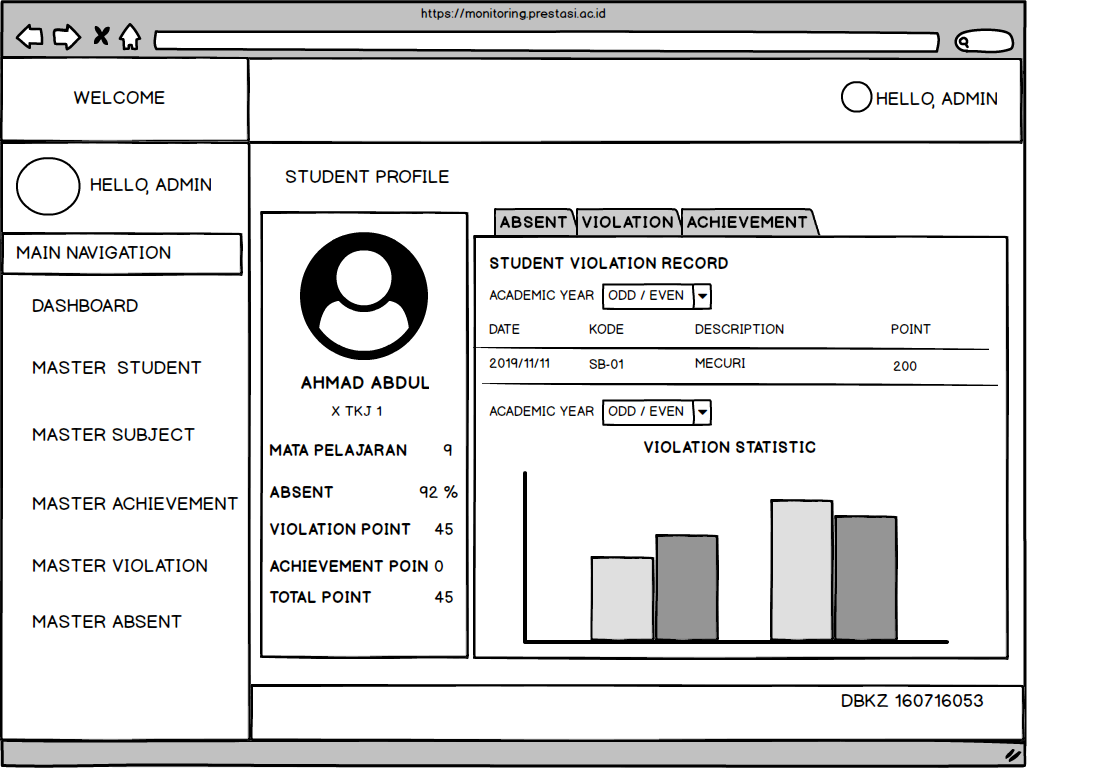 https://monitoring.prestasi.ac.id
WELCOME
HELLO, ADMIN
HELLO, ADMIN
MAIN NAVIGATION
DASHBOARD
MASTER STUDENT
MASTER SUBJECT
MASTER ACHIEVEMENT
MASTER VIOLATION
MASTER ABSENT
STUDENT PROFILE
AHMAD ABDUL
X TKJ 1
MATA PELAJARAN 9
ABSENT 92 %
VIOLATION POINT 45
ACHIEVEMENT POIN 0
TOTAL POINT 45
ABSENT VIOLATION ACHIEVEMENT
STUDENT VIOLATION RECORD
ACADEMIC YEAR ODD / EVEN
DATE KODE DESCRIPTION POINT
2019/11/11 SB-01 MECURI 200
ACADEMIC YEAR ODD / EVEN
VIOLATION STATISTIC
DBKZ 160716053